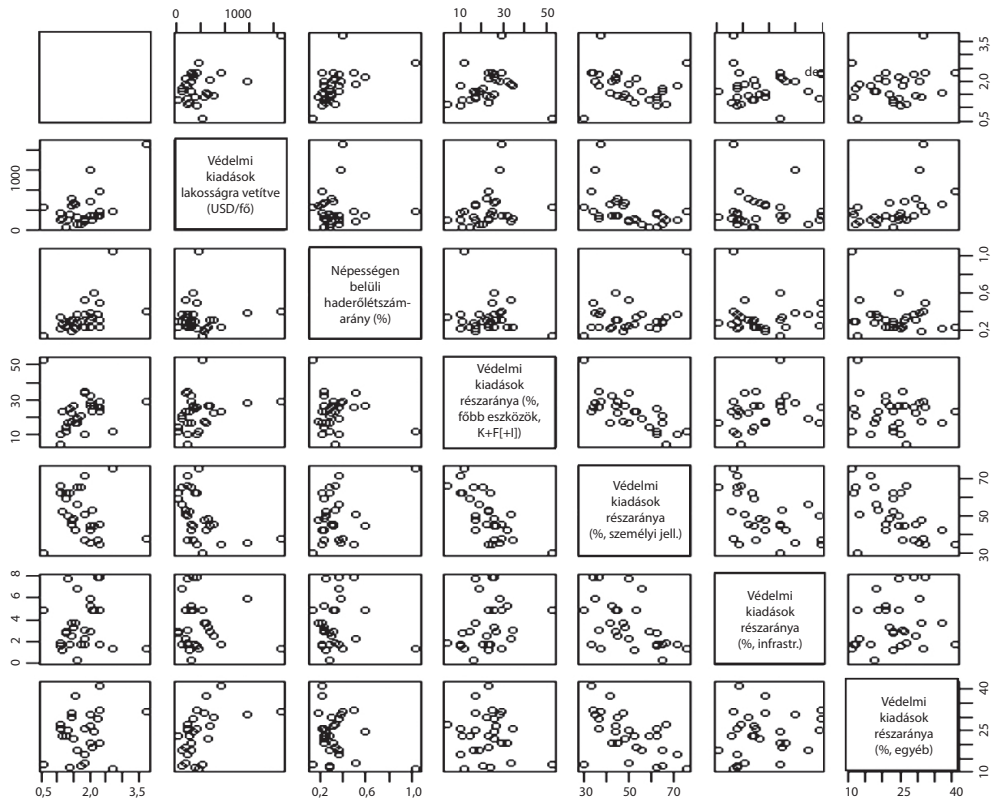 0 1000
10 30 50
0,5 2,0 3,5
de
Védelmi
kiadások
lakosságra vetítve
(USD/fő)
0 1000
Népességen
belüli
haderőlétszám-
arány (%)
0,2 0,6 1,0
Védelmi
kiadások
részaránya (%,
főbb eszközök,
K+F[+I])
10 30 50
Védelmi
kiadások
részaránya
(%, személyi jell.)
30 50 70
Védelmi
kiadások
részaránya
(%, infrastr.)
0 2 4 6 8
Védelmi
kiadások
részaránya
(%, egyéb)
10 25 40
0,5 2,0 3,5
0,2 0,6 1,0
30 50 70
10 25 40